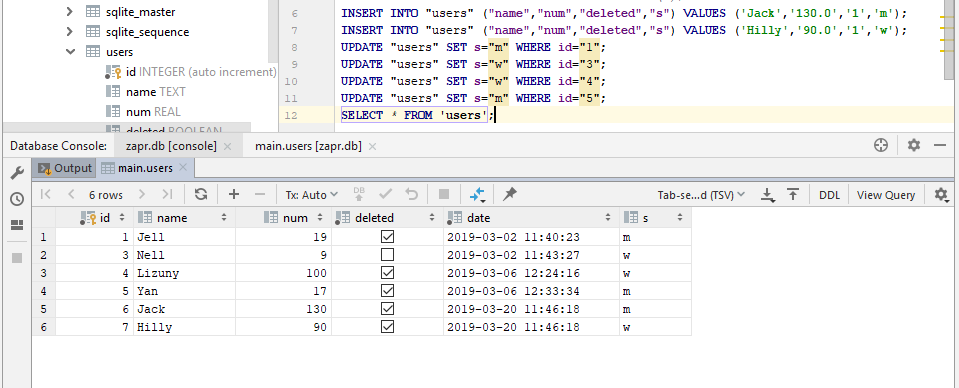 sqlite_master
sqlite_sequence
users
id INTEGER (auto increment)
name TEXT
num REAL
deleted BOOLEAN
6 INSERT INTO "users" ("name","num","deleted","s") VALUES ('Jack','130.0','1','m');
7 INSERT INTO "users" ("name","num","deleted","s") VALUES ('Hilly','90.0','1','w');
8 UPDATE "users" SET s="m" WHERE id="1";
9 UPDATE "users" SET s="w" WHERE id="3";
10 UPDATE "users" SET s="w" WHERE id="4";
11 UPDATE "users" SET s="m" WHERE id="5";
12 SELECT * FROM 'users';
Database Console: zapr.db [console] main.users [zapr.db]
Output main.users
6 rows Tx: Auto DB Tab-se...d (TSV) DDL View Query
id name num deleted date s
1 1 Jell 19 2019-03-02 11:40:23 m
2 3 Nell 9 2019-03-02 11:43:27 w
3 4 Lizuny 100 2019-03-06 12:24:16 w
4 5 Yan 17 2019-03-06 12:33:34 m
5 6 Jack 130 2019-03-20 11:46:18 m
6 7 Hilly 90 2019-03-20 11:46:18 w